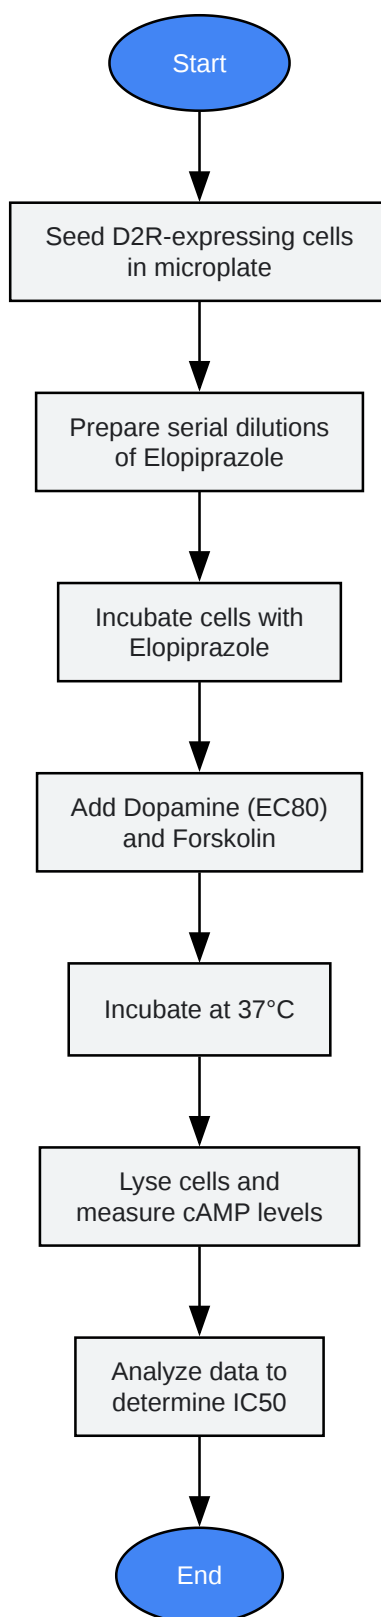 Start
Seed D2R-expressing cells
in microplate
Prepare serial dilutions
of Elopiprazole
Incubate cells with
Elopiprazole
Add Dopamine (EC80)
and Forskolin
Incubate at 37°C
Lyse cells and
measure cAMP levels
Analyze data to
determine IC50
End